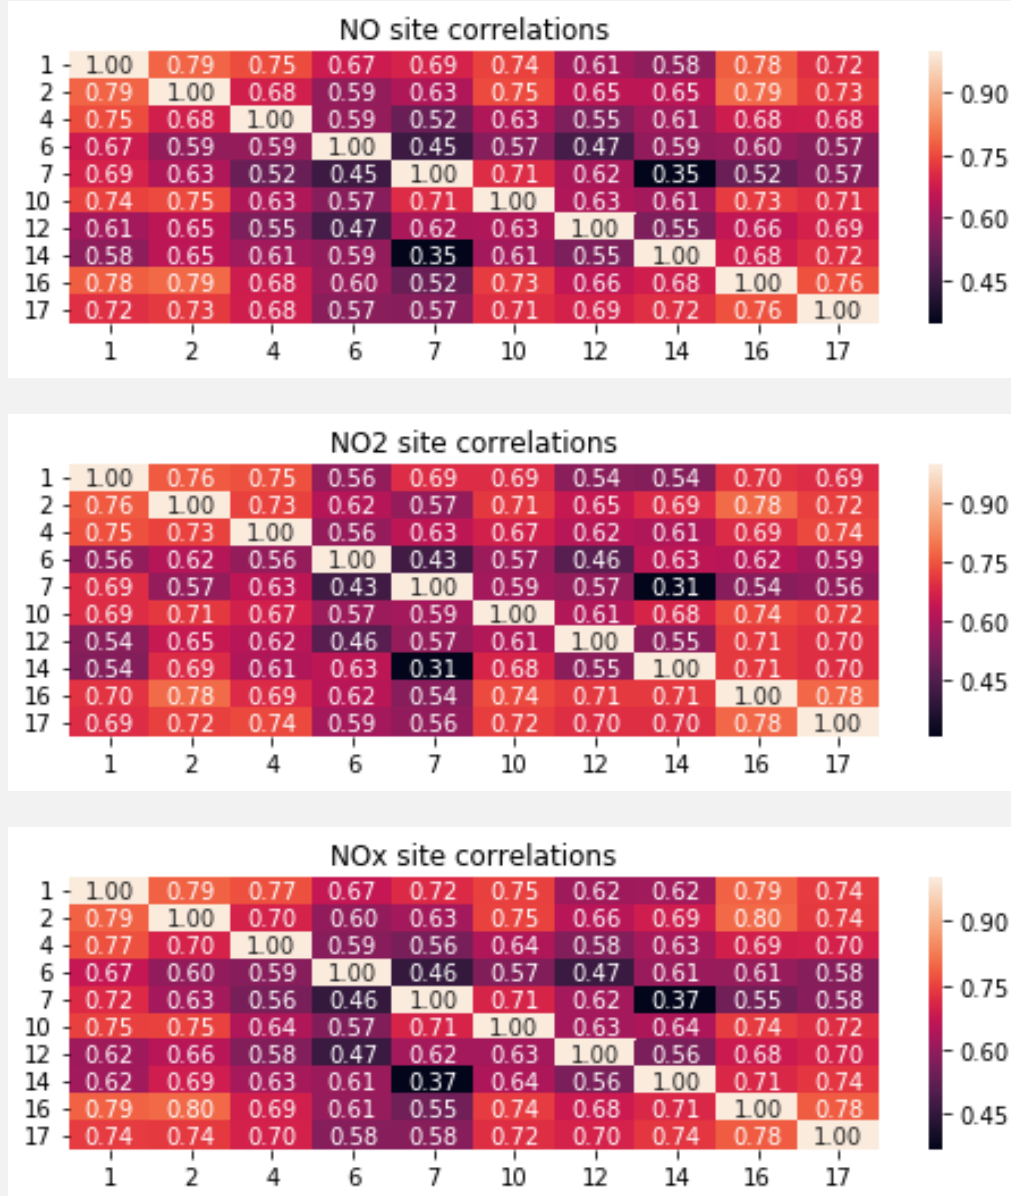 NO site correlations
1 1.00 0.79 0.75 0.67 0.69 0.74 0.61 0.58 0.78 0.72
2 0.79 1.00 0.68 0.59 0.63 0.75 0.65 0.65 0.79 0.73 0.90
4 0.75 0.68 1.00 0.59 0.52 0.63 0.55 0.61 0.68 0.68
6 0.67 0.59 0.59 1.00 0.45 0.57 0.47 0.59 0.60 0.57 0.75
7 0.69 0.63 0.52 0.45 1.00 0.71 0.62 0.35 0.52 0.57
10 0.74 0.75 0.63 0.57 0.71 1.00 0.63 0.61 0.73 0.71 0.60
12 0.61 0.65 0.55 0.47 0.62 0.63 1.00 0.55 0.66 0.69
14 0.58 0.65 0.61 0.59 0.35 0.61 0.55 1.00 0.68 0.72
16 0.78 0.79 0.68 0.60 0.52 0.73 0.66 0.68 1.00 0.76 0.45
17 0.72 0.73 0.68 0.57 0.57 0.71 0.69 0.72 0.76 1.00
1 2 4 6 7 10 12 14 16 17
NO2 site correlations
1 1.00 0.76 0.75 0.56 0.69 0.69 0.54 0.54 0.70 0.69
2 0.76 1.00 0.73 0.62 0.57 0.71 0.65 0.69 0.78 0.72 0.90
4 0.75 0.73 1.00 0.56 0.63 0.67 0.62 0.61 0.69 0.74
6 0.56 0.62 0.56 1.00 0.43 0.57 0.46 0.63 0.62 0.59 0.75
7 0.69 0.57 0.63 0.43 1.00 0.59 0.57 0.31 0.54 0.56
10 0.69 0.71 0.67 0.57 0.59 1.00 0.61 0.68 0.74 0.72 0.60
12 0.54 0.65 0.62 0.46 0.57 0.61 1.00 0.55 0.71 0.70
14 0.54 0.69 0.61 0.63 0.31 0.68 0.55 1.00 0.71 0.70 0.45
16 0.70 0.78 0.69 0.62 0.54 0.74 0.71 0.71 1.00 0.78
17 0.69 0.72 0.74 0.59 0.56 0.72 0.70 0.70 0.78 1.00
1 2 4 6 7 10 12 14 16 17
NOx site correlations
1 1.00 0.79 0.77 0.67 0.72 0.75 0.62 0.62 0.79 0.74
2 0.79 1.00 0.70 0.60 0.63 0.75 0.66 0.69 0.80 0.74 0.90
4 0.77 0.70 1.00 0.59 0.56 0.64 0.58 0.63 0.69 0.70
6 0.67 0.60 0.59 1.00 0.46 0.57 0.47 0.61 0.61 0.58 0.75
7 0.72 0.63 0.56 0.46 1.00 0.71 0.62 0.37 0.55 0.58
10 0.75 0.75 0.64 0.57 0.71 1.00 0.63 0.64 0.74 0.72
12 0.62 0.66 0.58 0.47 0.62 0.63 1.00 0.56 0.68 0.70 0.60
14 0.62 0.69 0.63 0.61 0.37 0.64 0.56 1.00 0.71 0.74
16 0.79 0.80 0.69 0.61 0.55 0.74 0.68 0.71 1.00 0.78 0.45
17 0.74 0.74 0.70 0.58 0.58 0.72 0.70 0.74 0.78 1.00
1 2 4 6 7 10 12 14 16 17